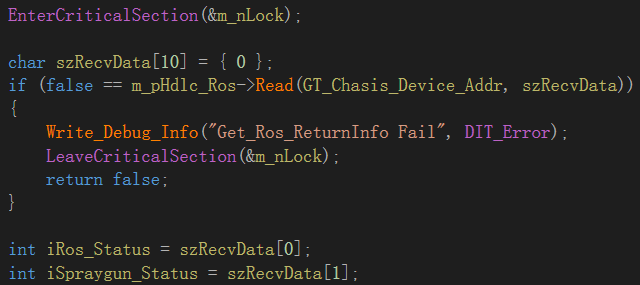 EnterCriticalSection(&m_nLock);
char szRecvData[10] = { 0 };
if (false == m_pHdlc_Ros->Read(GT_Chasis_Device_Addr, szRecvData))
{
Write_Debug_Info("Get_Ros_ReturnInfo Fail", DIT_Error);
LeaveCriticalSection(&m_nLock);
return false;
}
int iRos_Status = szRecvData[0];
int iSpraygun_Status = szRecvData[1];